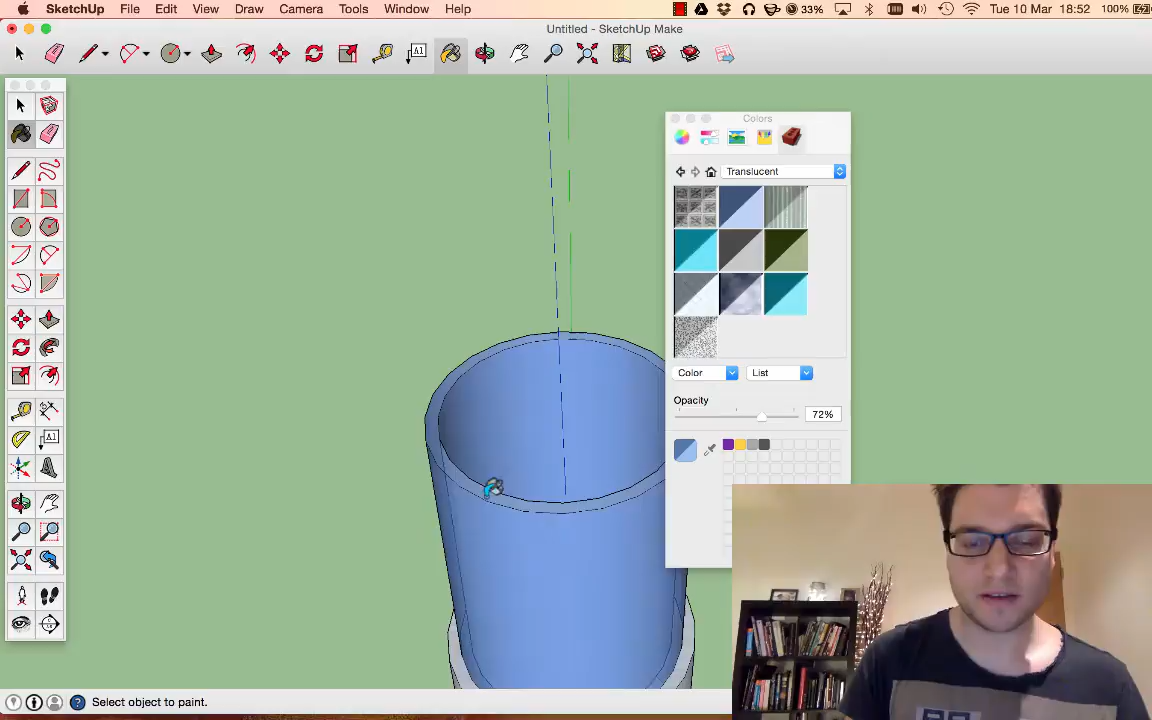 SketchUp File Edit View Draw Camera Tools Window Help 33% Tue 10 Mar 18:52 100%
Untitled - SketchUp Make
A1
Colors
Translucent
Color List
Opacity
72%
Select object to paint.